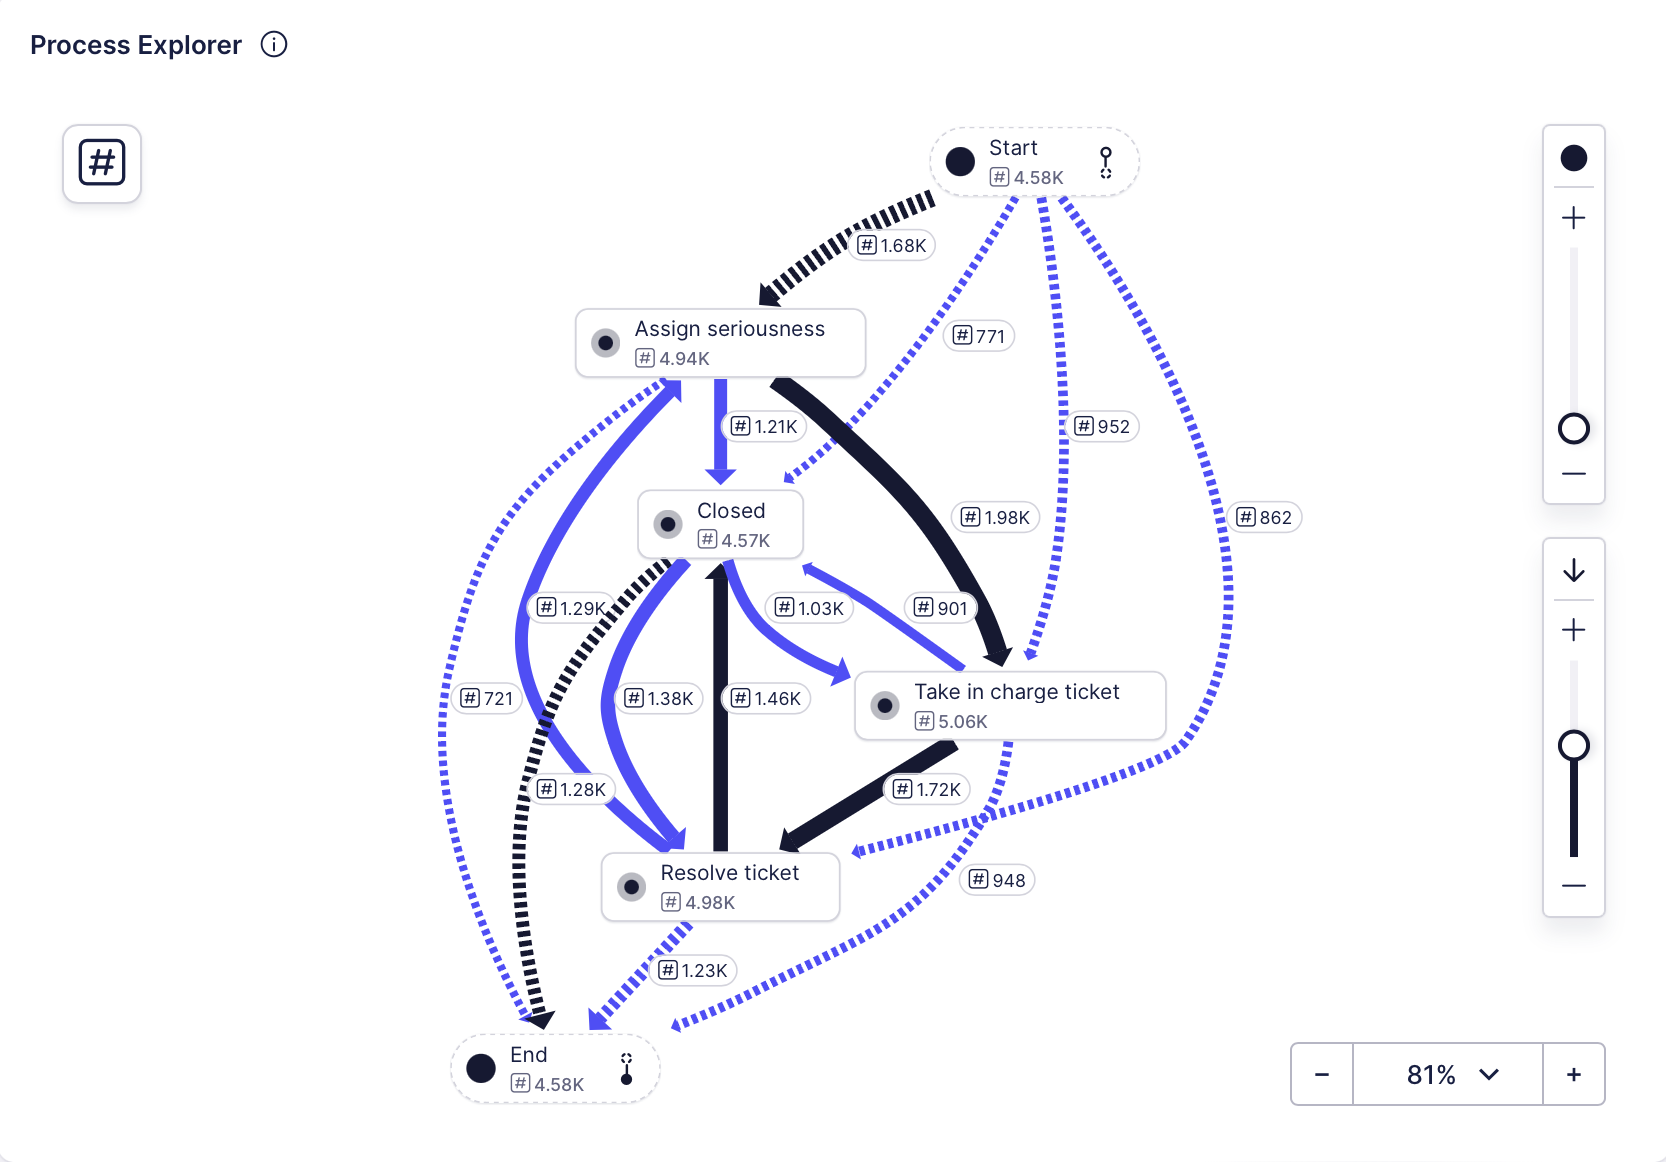 Process Explorer
Start
# 4.58K
# 1.68K
Assign seriousness
# 4.94K
# 771
# 1.21K
# 952
Closed
# 4.57K
# 1.98K
# 862
# 1.29K
# 1.03K
# 901
# 721
# 1.38K
# 1.46K
Take in charge ticket
# 5.06K
# 1.28K
# 1.72K
Resolve ticket
# 4.98K
# 948
# 1.23K
End
# 4.58K
81%